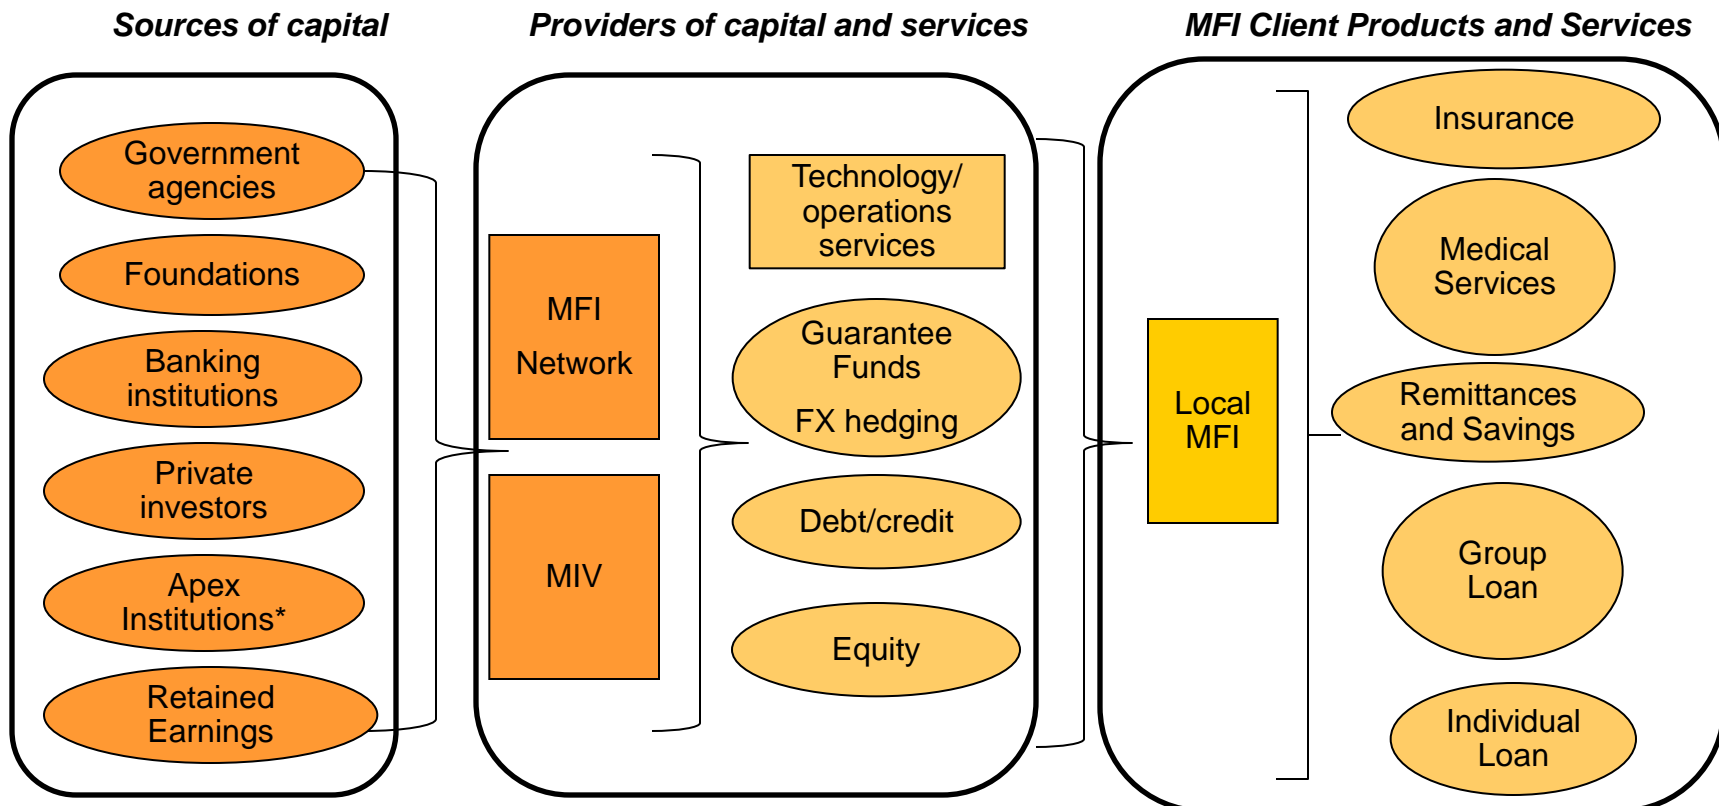 Sources of capital
Providers of capital and services
MFI Client Products and Services
Government
agencies
Foundations
Banking
institutions
Private
investors
Apex
Institutions*
Retained
Earnings
MFI
Network
MIV
Technology/
operations
services
Guarantee
Funds
FX hedging
Debt/credit
Equity
Local
MFI
Insurance
Medical
Services
Remittances
and Savings
Group
Loan
Individual
Loan